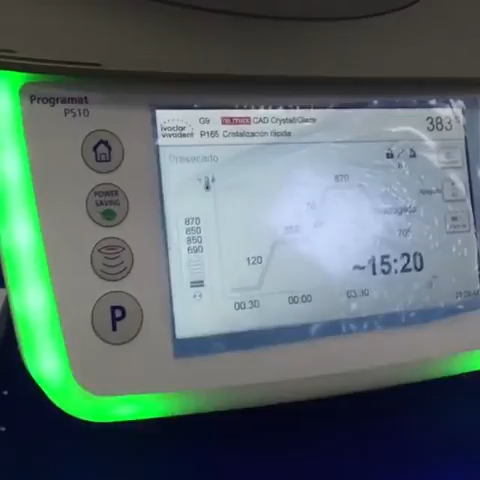 Programat
P510
ivoclar
vivadent
G9 IPS e.max CAD Crystall/Glaze
P165 Cristalización rápida
383
Presecado
POWER
SAVING
P
870
850
850
690
870
120
70°
~15:20
00:30
00:00
03:30